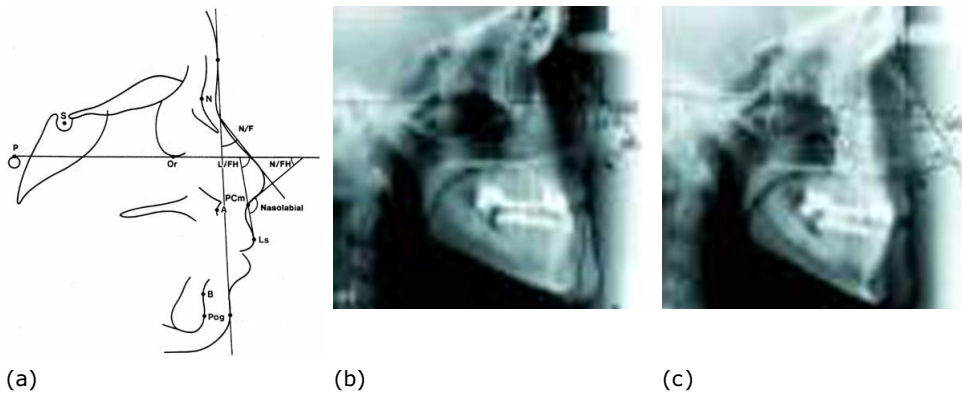 S
N
N/F
P
Or
L/FH
N/FH
PCm
A
Nasolabial
Ls
B
Pog
(a)
(b)
(c)